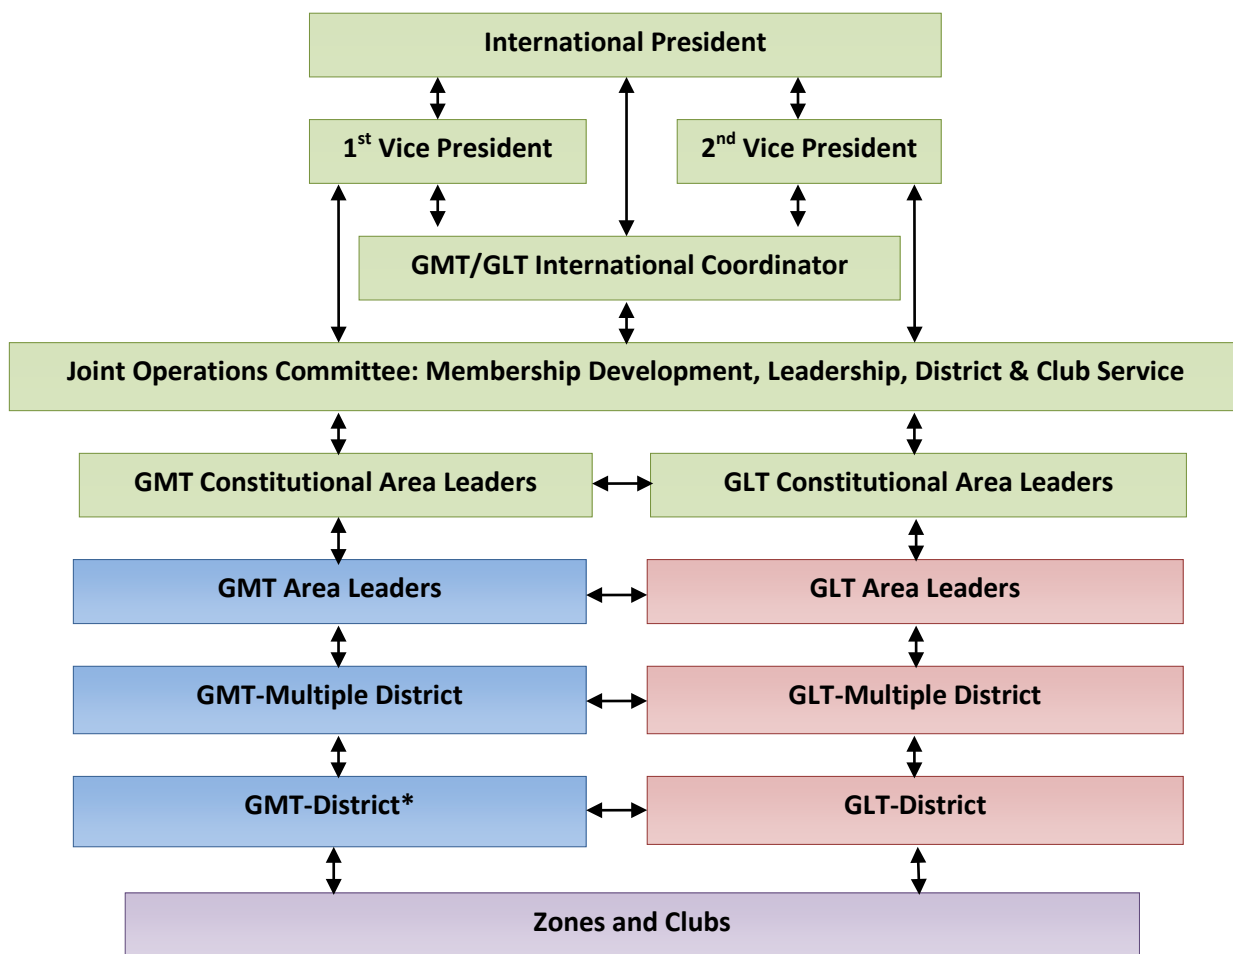 International President
1st Vice President
2nd Vice President
GMT/GLT International Coordinator
Joint Operations Committee: Membership Development, Leadership, District & Club Service
GMT Constitutional Area Leaders
GLT Constitutional Area Leaders
GMT Area Leaders
GLT Area Leaders
GMT-Multiple District
GLT-Multiple District
GMT-District*
GLT-District
Zones and Clubs